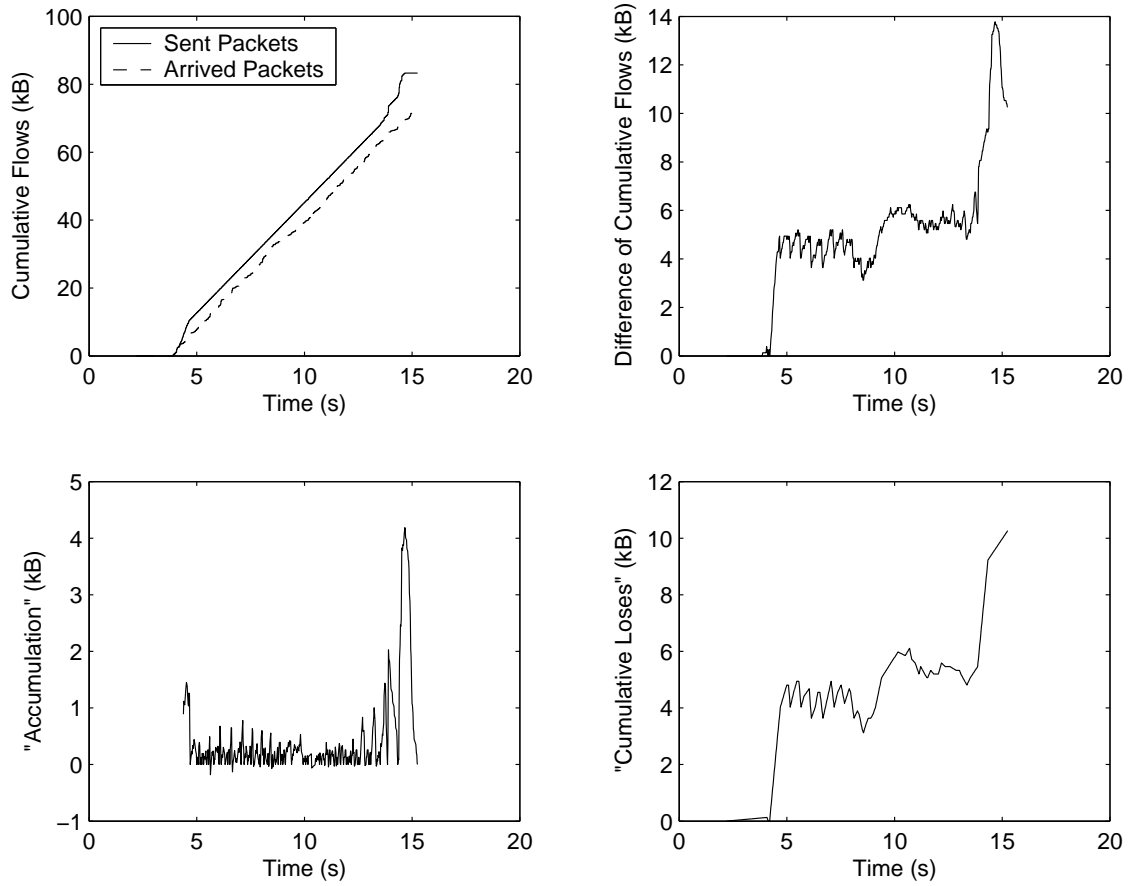 Cumulative Flows (kB)
100
80
60
40
20
0
Sent Packets
Arrived Packets
0 5 10 15 20
Time (s)
Difference of Cumulative Flows (kB)
14
12
10
8
6
4
2
0
0 5 10 15 20
Time (s)
"Accumulation" (kB)
5
4
3
2
1
0
−1
0 5 10 15 20
Time (s)
"Cumulative Loses" (kB)
12
10
8
6
4
2
0
0 5 10 15 20
Time (s)